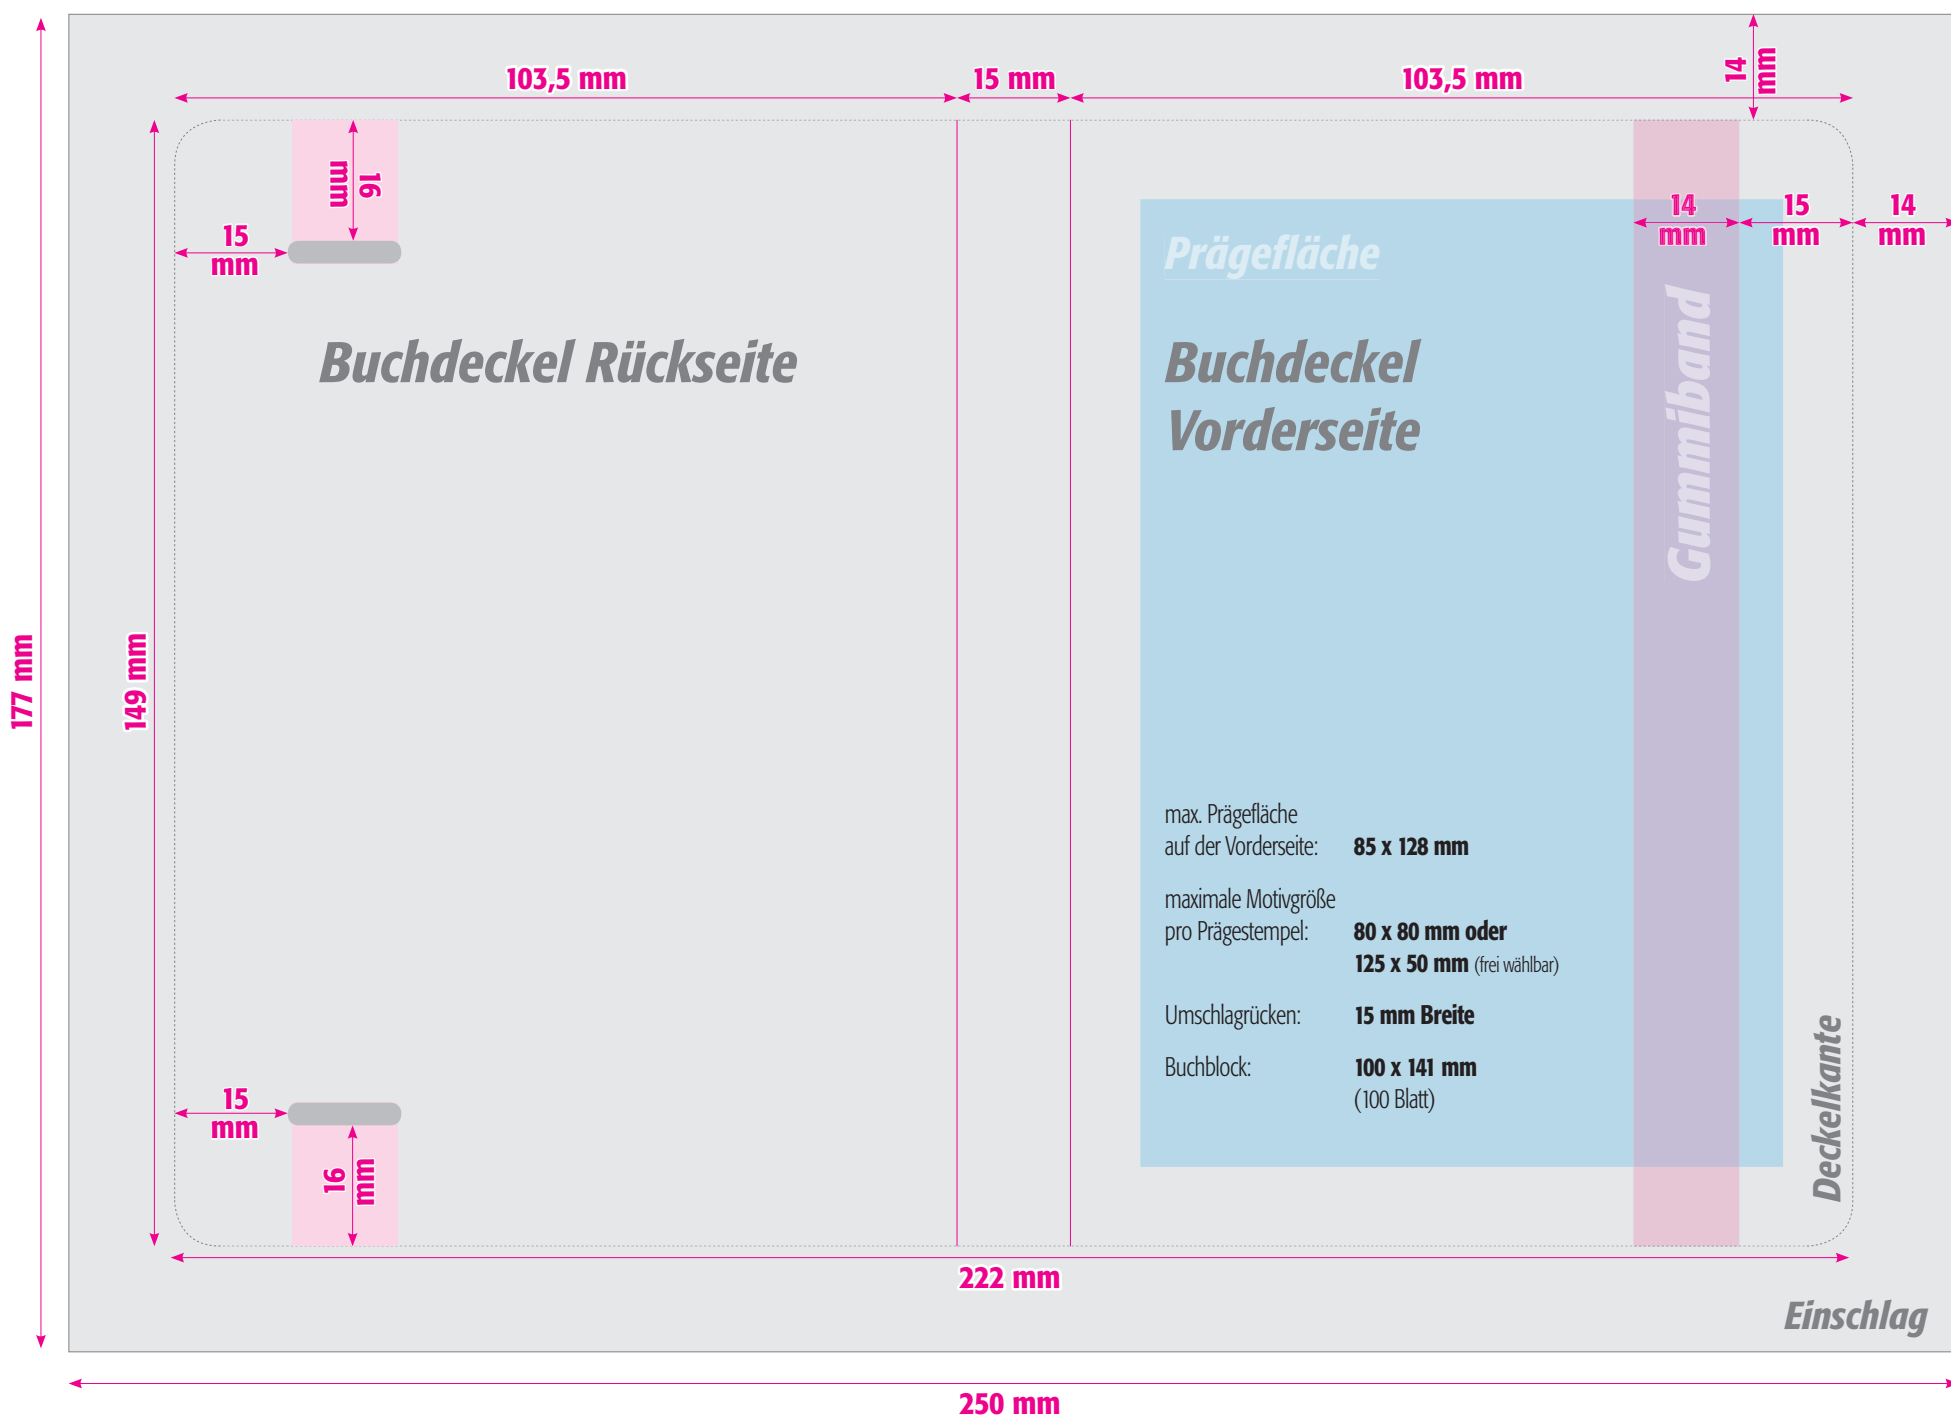 103,5 mm
15 mm
103,5 mm
14
mm
16
mm
15
mm
14
mm
15
mm
14
mm
Prägefläche
Gummiband
Buchdeckel Rückseite
Buchdeckel
Vorderseite
177 mm
149 mm
max. Prägefläche
auf der Vorderseite: 85 x 128 mm
maximale Motivgröße
pro Prägestempel: 80 x 80 mm oder
125 x 50 mm (frei wählbar)
Umschlagrücken: 15 mm Breite
Buchblock: 100 x 141 mm
(100 Blatt)
15
mm
16
mm
Deckelkante
222 mm
Einschlag
250 mm